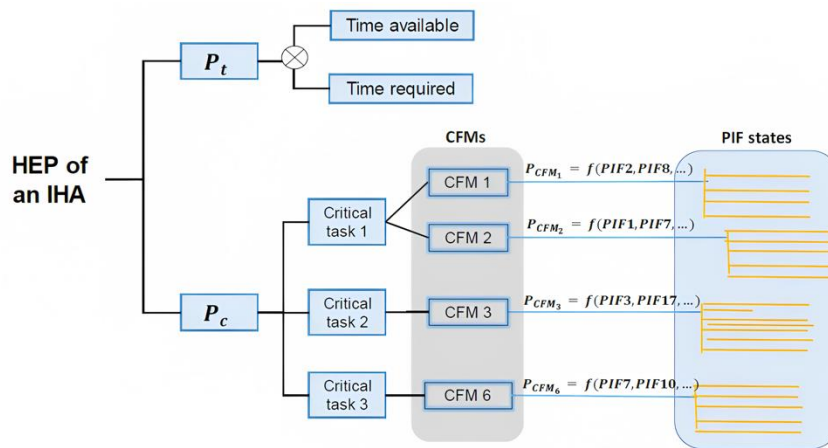 Time available
P_t
Time required
HEP of
an IHA
CFMs
PIF states
CFM 1
P_CFM₁ = f(PIF2, PIF8, ...)
Critical
task 1
CFM 2
P_CFM₂ = f(PIF1, PIF7, ...)
P_c
Critical
task 2
CFM 3
P_CFM₃ = f(PIF3, PIF17, ...)
Critical
task 3
CFM 6
P_CFM₆ = f(PIF7, PIF10, ...)